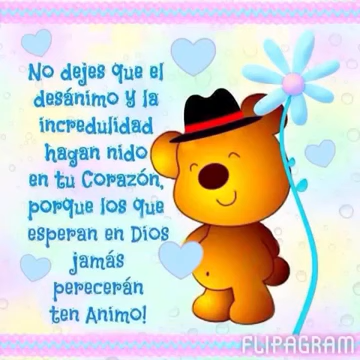 No dejes que el
desánimo y la
incredulidad
hagan nido
en tu Corazón,
porque los que
esperan en Dios
jamás
perecerán
ten Animo!
FLIPAGRAM